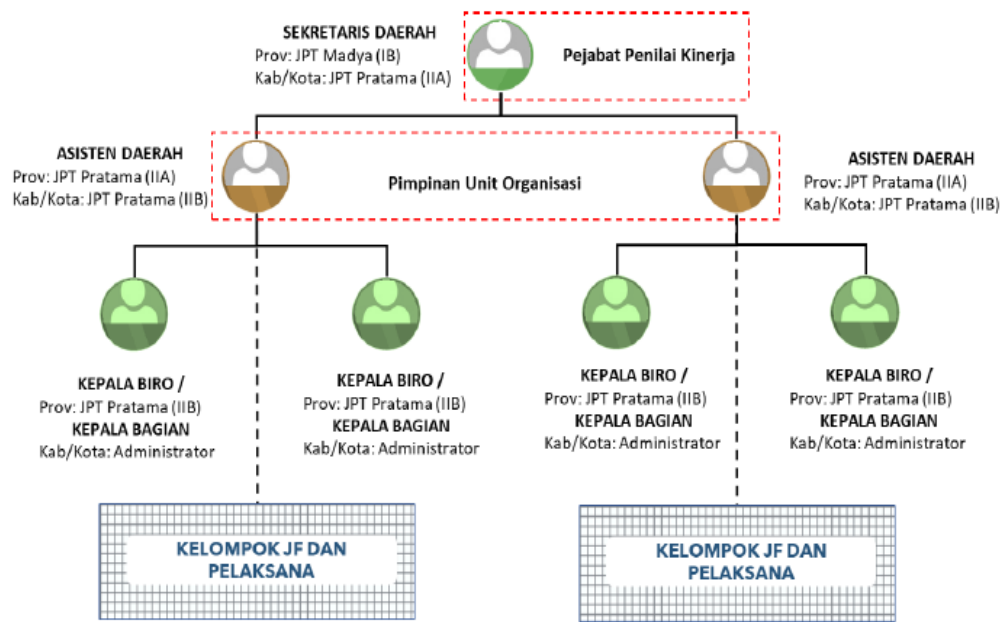 SEKRETARIS DAERAH
Prov: JPT Madya (IB)
Kab/Kota: JPT Pratama (IIA)
Pejabat Penilai Kinerja
ASISTEN DAERAH
Prov: JPT Pratama (IIA)
Kab/Kota: JPT Pratama (IIB)
Pimpinan Unit Organisasi
ASISTEN DAERAH
Prov: JPT Pratama (IIA)
Kab/Kota: JPT Pratama (IIB)
KEPALA BIRO /
Prov: JPT Pratama (IIB)
KEPALA BAGIAN
Kab/Kota: Administrator
KEPALA BIRO /
Prov: JPT Pratama (IIB)
KEPALA BAGIAN
Kab/Kota: Administrator
KEPALA BIRO /
Prov: JPT Pratama (IIB)
KEPALA BAGIAN
Kab/Kota: Administrator
KEPALA BIRO /
Prov: JPT Pratama (IIB)
KEPALA BAGIAN
Kab/Kota: Administrator
KELOMPOK JF DAN
PELAKSANA
KELOMPOK JF DAN
PELAKSANA